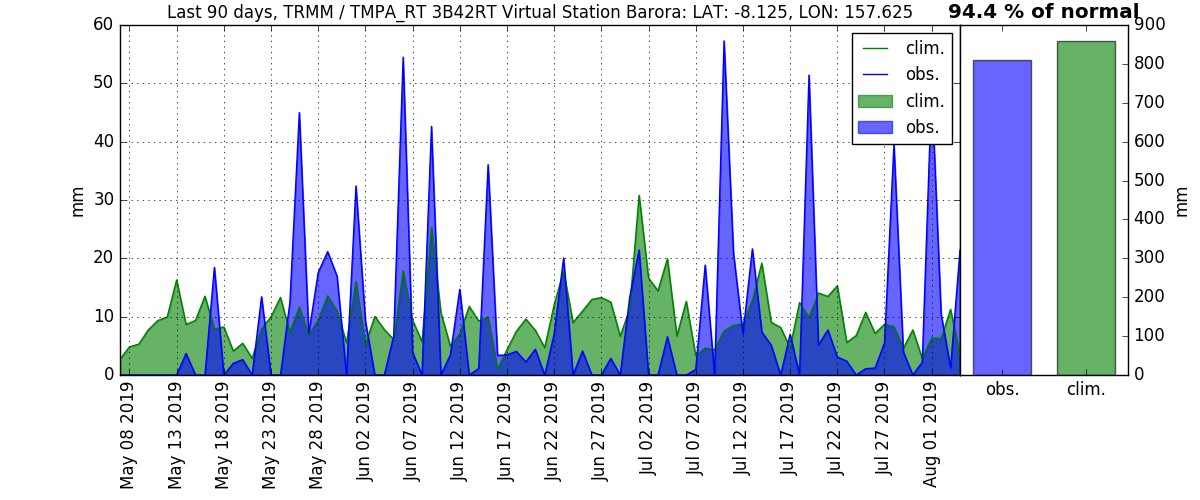 Last 90 days, TRMM / TMPA_RT 3B42RT Virtual Station Barora: LAT: -8.125, LON: 157.625
94.4 % of normal
60
50
40
30
20
10
0
mm
clim.
obs.
clim.
obs.
900
800
700
600
500
400
300
200
100
0
mm
May 08 2019
May 13 2019
May 18 2019
May 23 2019
May 28 2019
Jun 02 2019
Jun 07 2019
Jun 12 2019
Jun 17 2019
Jun 22 2019
Jun 27 2019
Jul 02 2019
Jul 07 2019
Jul 12 2019
Jul 17 2019
Jul 22 2019
Jul 27 2019
Aug 01 2019
obs.
clim.